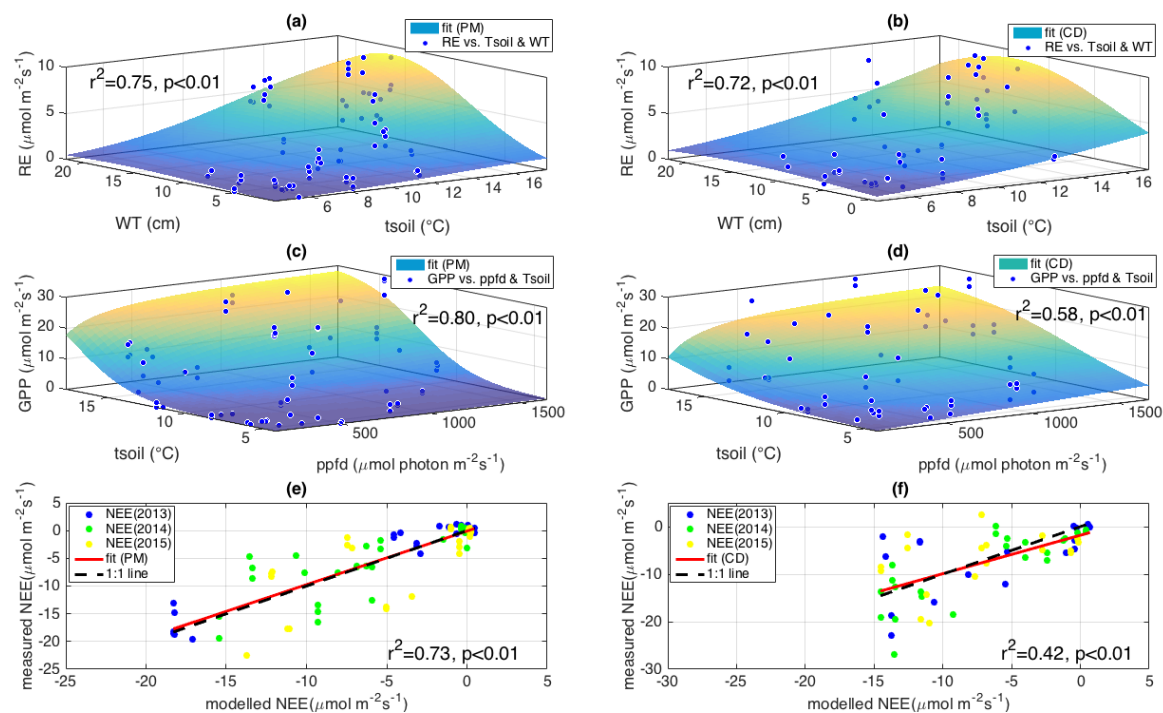 (a)
fit (PM)
RE vs. Tsoil & WT
r²=0.75, p<0.01
RE (μmol m⁻²s⁻¹)
10
5
0
20
15
10
5
WT (cm)
6
8
10
12
14
16
tsoil (°C)
(b)
fit (CD)
RE vs. Tsoil & WT
r²=0.72, p<0.01
RE (μmol m⁻²s⁻¹)
10
5
0
20
15
10
5
0
WT (cm)
6
8
10
12
14
16
tsoil (°C)
(c)
fit (PM)
GPP vs. ppfd & Tsoil
r²=0.80, p<0.01
GPP (μmol m⁻²s⁻¹)
30
20
10
0
15
10
5
tsoil (°C)
500
1000
1500
ppfd (μmol photon m⁻²s⁻¹)
(d)
fit (CD)
GPP vs. ppfd & Tsoil
r²=0.58, p<0.01
GPP (μmol m⁻²s⁻¹)
30
20
10
0
15
10
5
tsoil (°C)
500
1000
1500
ppfd (μmol photon m⁻²s⁻¹)
(e)
NEE(2013)
NEE(2014)
NEE(2015)
fit (PM)
1:1 line
r²=0.73, p<0.01
measured NEE(μmol m⁻²s⁻¹)
5
0
-5
-10
-15
-20
-25
-25
-20
-15
-10
-5
0
5
modelled NEE(μmol m⁻²s⁻¹)
(f)
NEE(2013)
NEE(2014)
NEE(2015)
fit (CD)
1:1 line
r²=0.42, p<0.01
measured NEE(μmol m⁻²s⁻¹)
0
-10
-20
-30
-30
-25
-20
-15
-10
-5
0
5
modelled NEE(μmol m⁻²s⁻¹)